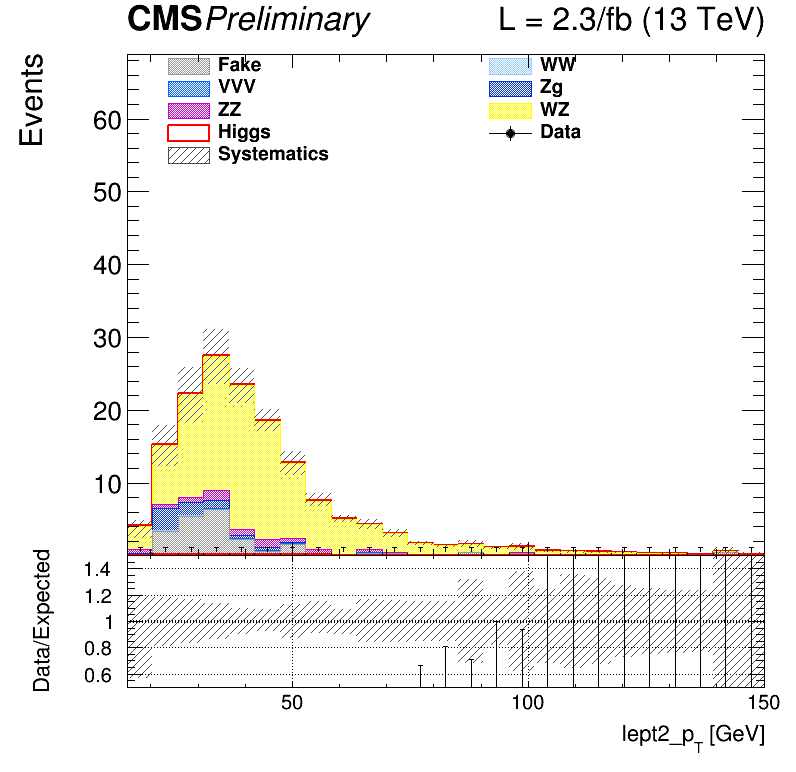 CMS Preliminary L = 2.3/fb (13 TeV)
Events
Fake WW
VVV Zg
ZZ WZ
Higgs Data
Systematics
60
50
40
30
20
10
Data/Expected
1.4
1.2
1
0.8
0.6
50 100 150
lept2_p_T [GeV]